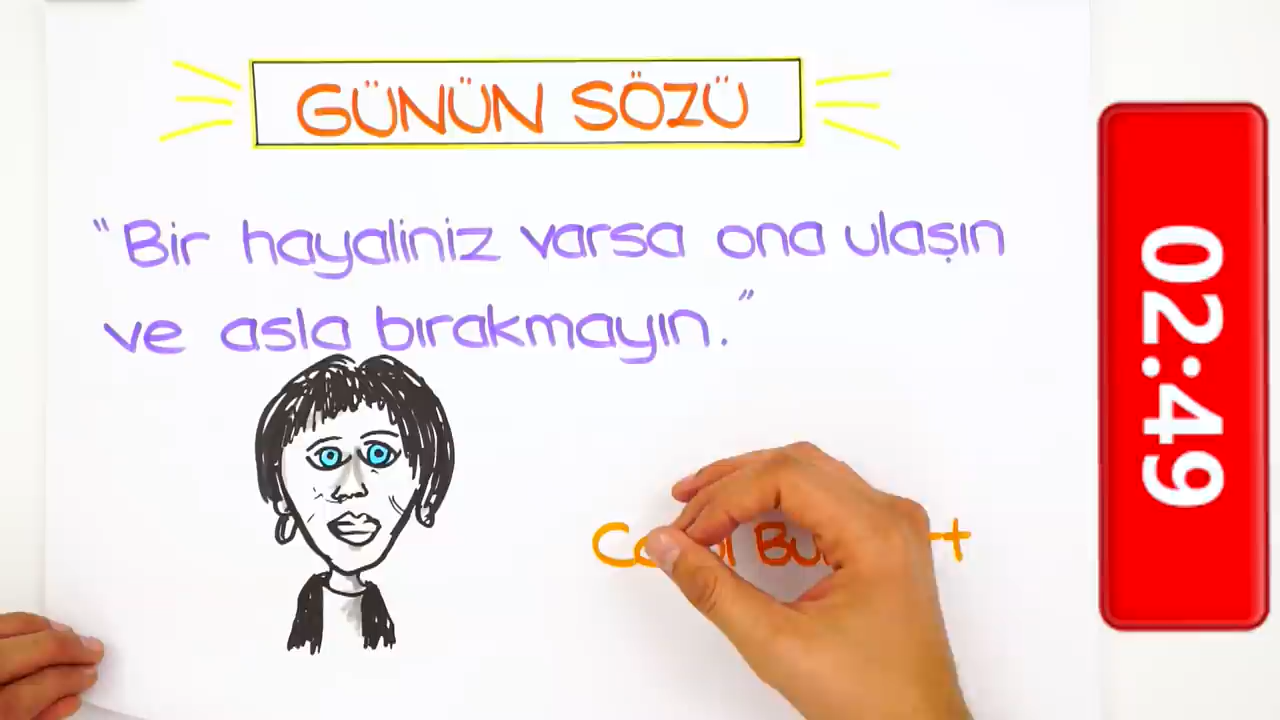 GÜNÜN SÖZÜ
"Bir hayaliniz varsa ona ulaşın
ve asla bırakmayın."
02:49